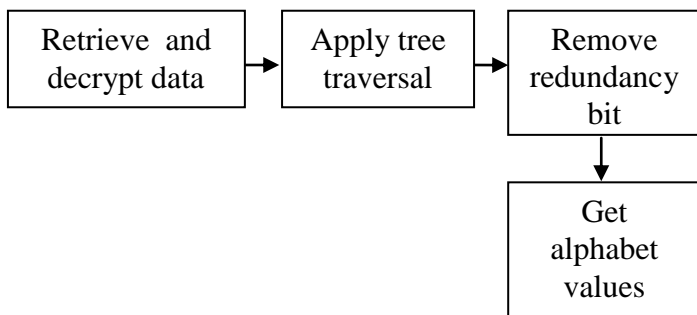 Retrieve and
decrypt data
Apply tree
traversal
Remove
redundancy
bit
Get
alphabet
values